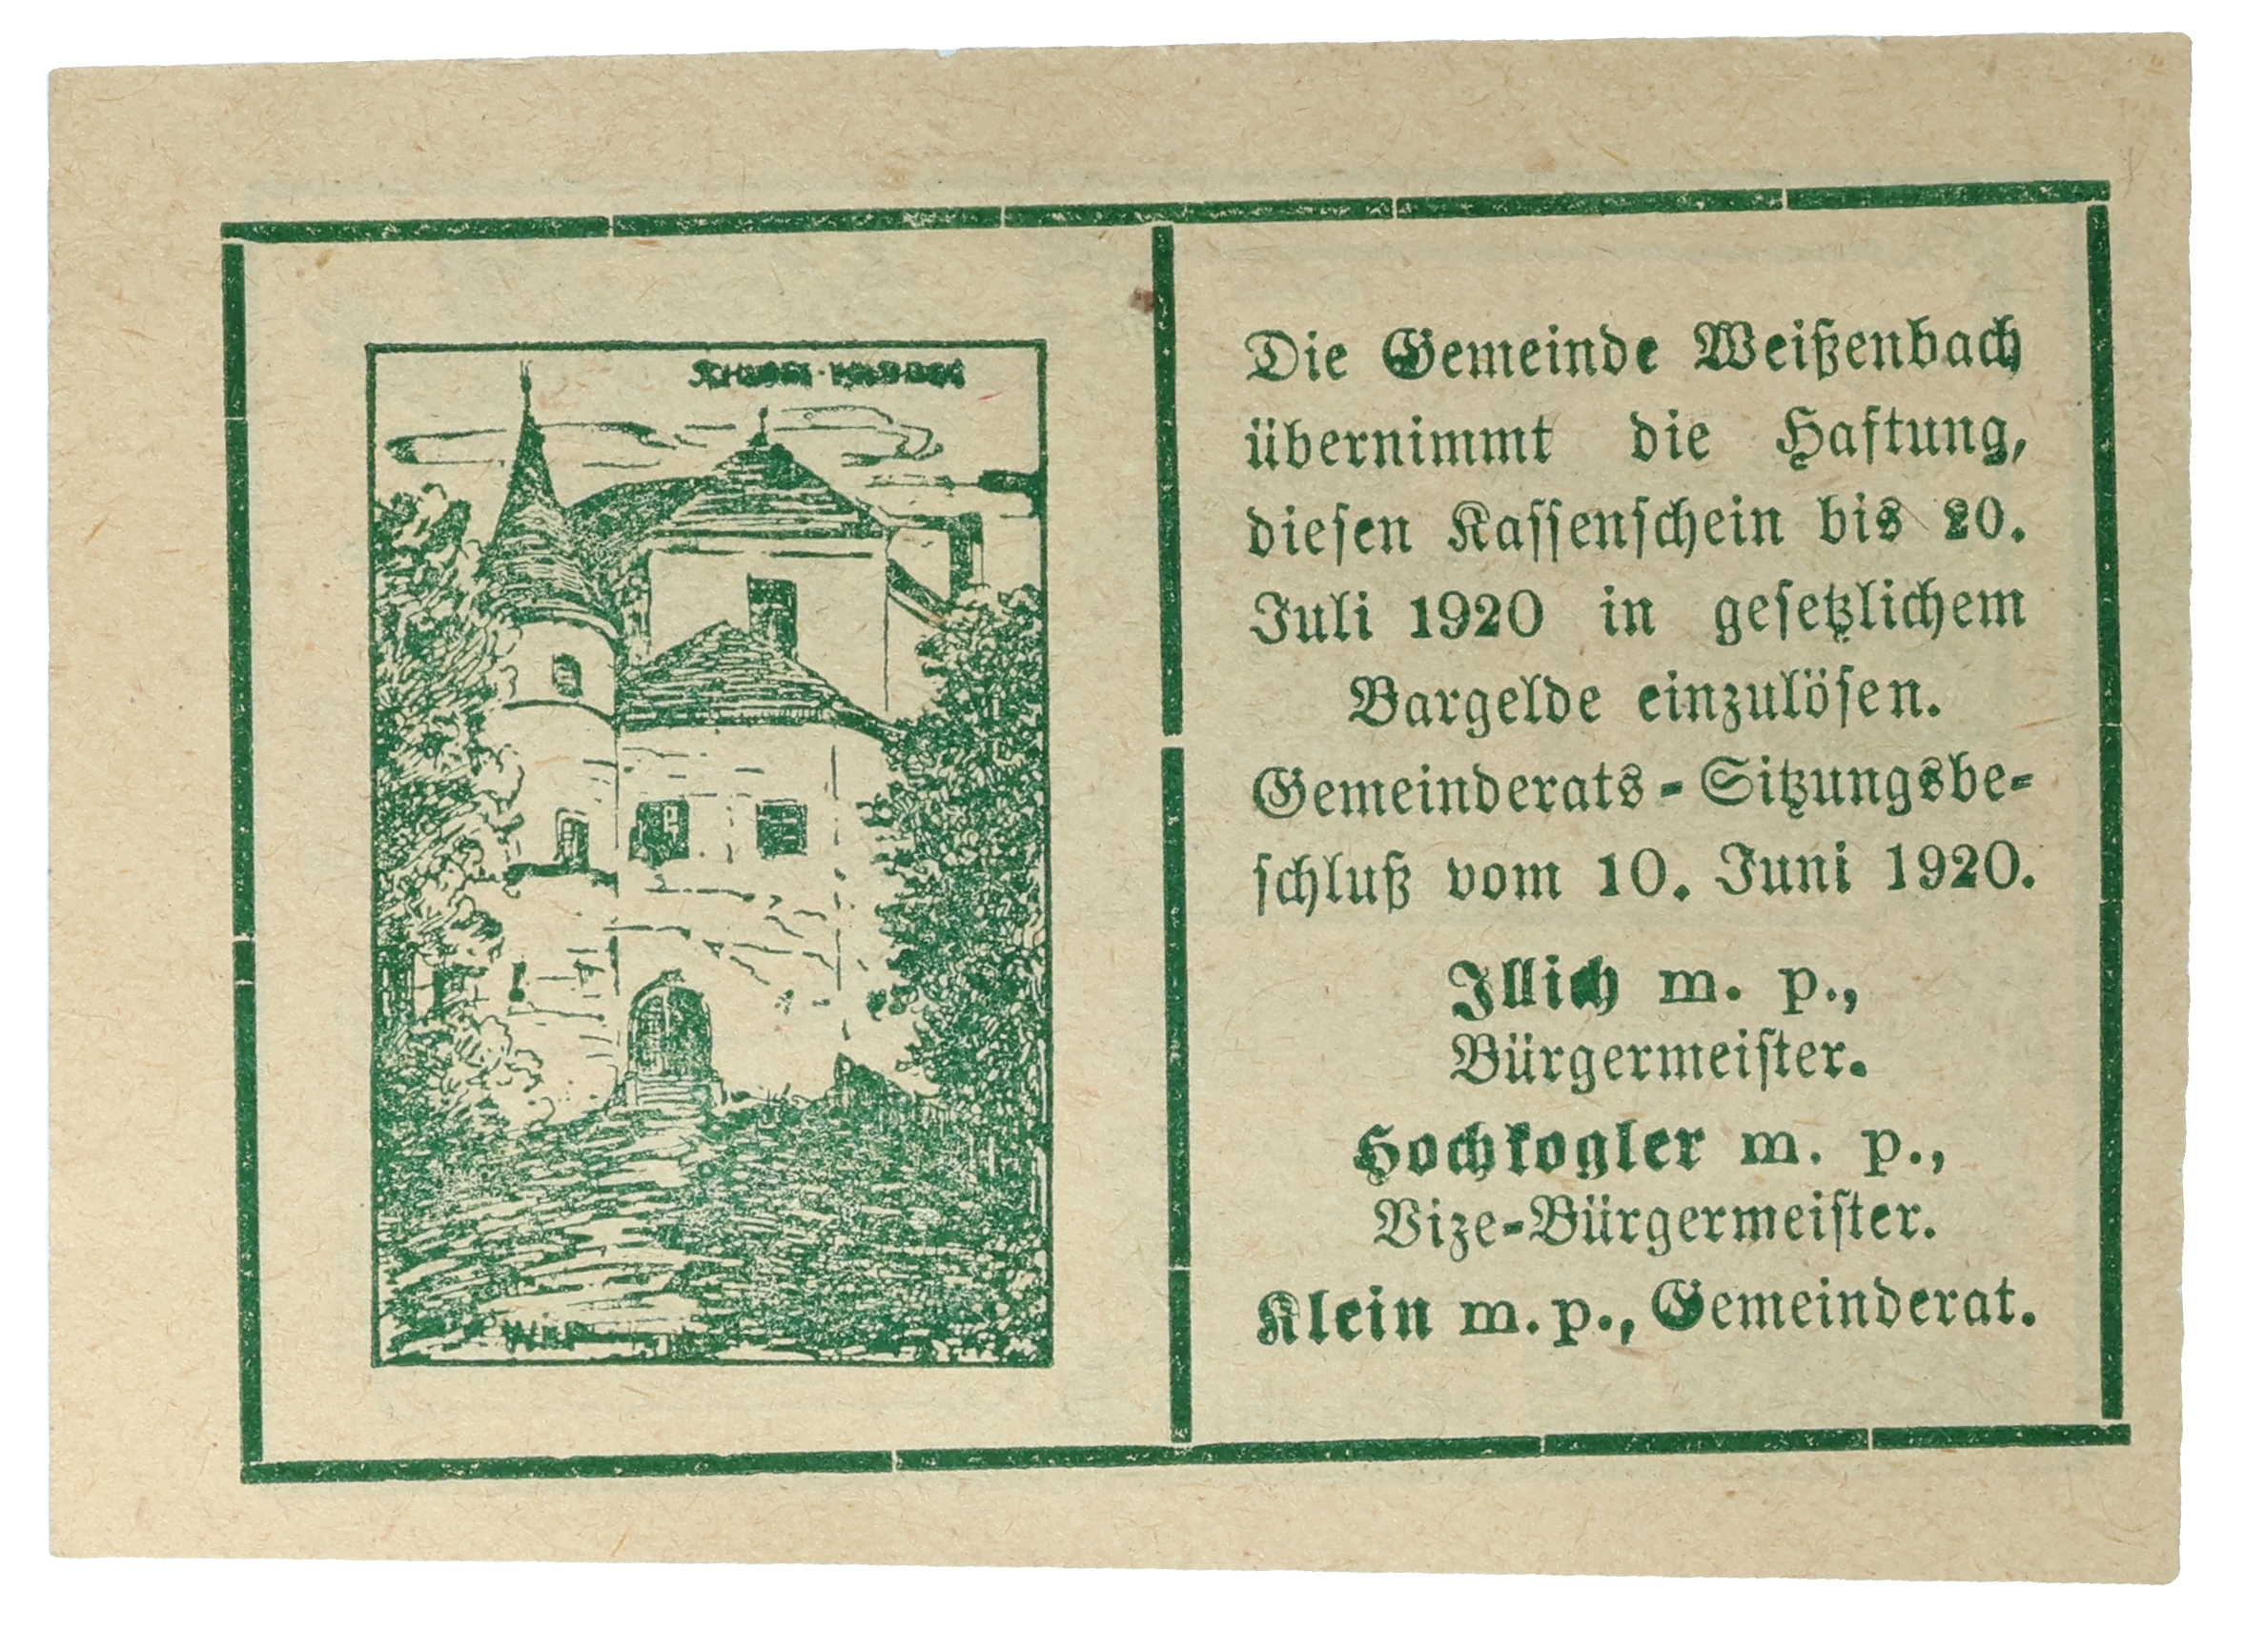 Die Gemeinde Weißenbach
übernimmt die Haftung,
diesen Kassenschein bis 20.
Juli 1920 in gesetzlichem
Bargelde einzulösen.
Gemeinderats-Sitzungsbe-
schluß vom 10. Juni 1920.
Illich m. p.,
Bürgermeister.
Hochkogler m. p.,
Vize-Bürgermeister.
Klein m. p., Gemeinderat.